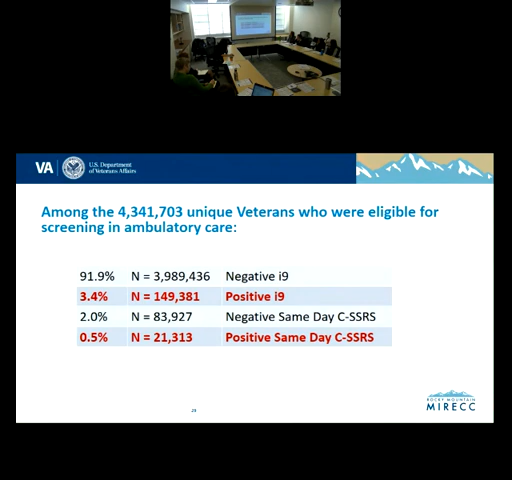 VA
U.S. Department
of Veterans Affairs
Among the 4,341,703 unique Veterans who were eligible for
screening in ambulatory care:
91.9% N = 3,989,436 Negative i9
3.4% N = 149,381 Positive i9
2.0% N = 83,927 Negative Same Day C-SSRS
0.5% N = 21,313 Positive Same Day C-SSRS
ROCKY MOUNTAIN
MIRECC